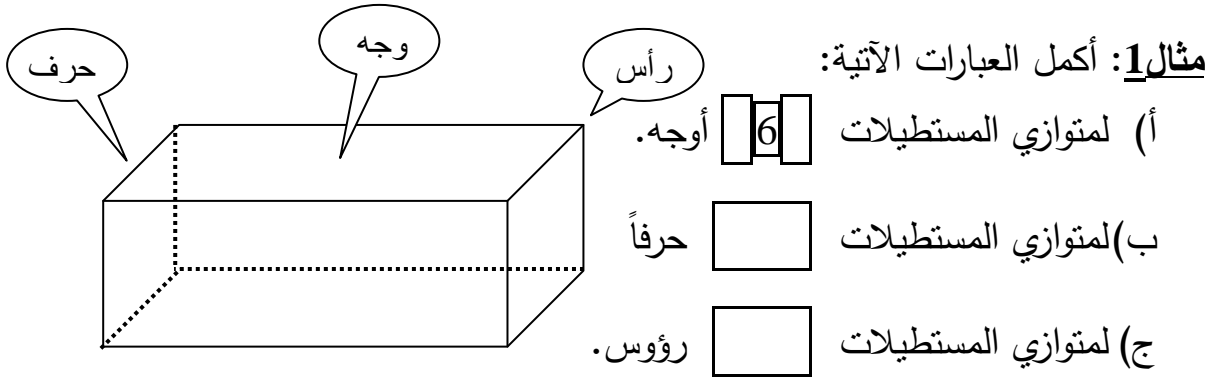 حرف
وجه
رأس
مثال1: أكمل العبارات الآتية:
أ) لمتوازي المستطيلات 6 أوجه.
ب)لمتوازي المستطيلات حرفاً
ج) لمتوازي المستطيلات رؤوس.